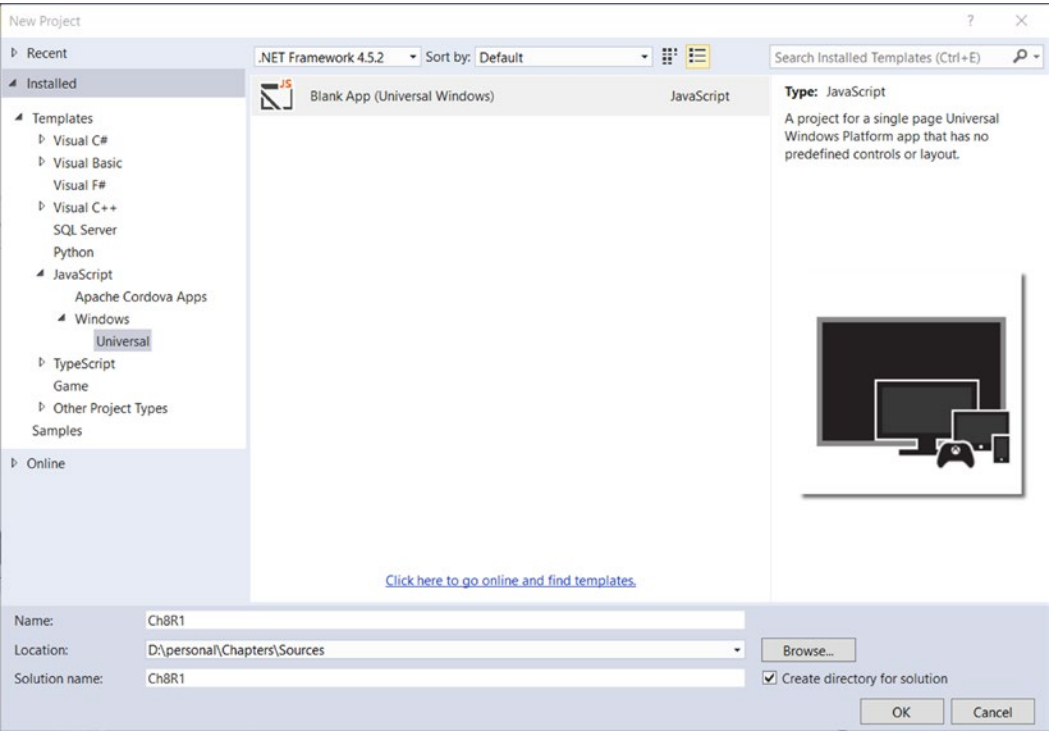 New Project
Recent
.NET Framework 4.5.2
Sort by: Default
Search Installed Templates (Ctrl+E)
Installed
Templates
Visual C#
Visual Basic
Visual F#
Visual C++
SQL Server
Python
JavaScript
Apache Cordova Apps
Windows
Universal
TypeScript
Game
Other Project Types
Samples
Online
JS
Blank App (Universal Windows)
JavaScript
Type: JavaScript
A project for a single page Universal
Windows Platform app that has no
predefined controls or layout.
Click here to go online and find templates.
Name:
Ch8R1
Location:
D:\personal\Chapters\Sources
Browse...
Solution name:
Ch8R1
Create directory for solution
OK
Cancel